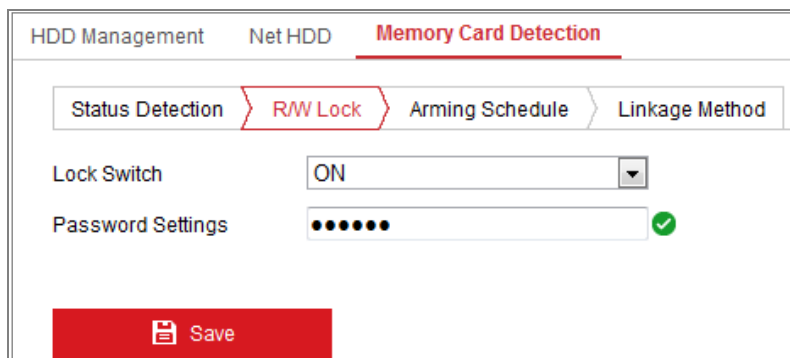 HDD Management Net HDD Memory Card Detection
Status Detection R/W Lock Arming Schedule Linkage Method
Lock Switch ON
Password Settings ●●●●●●
Save